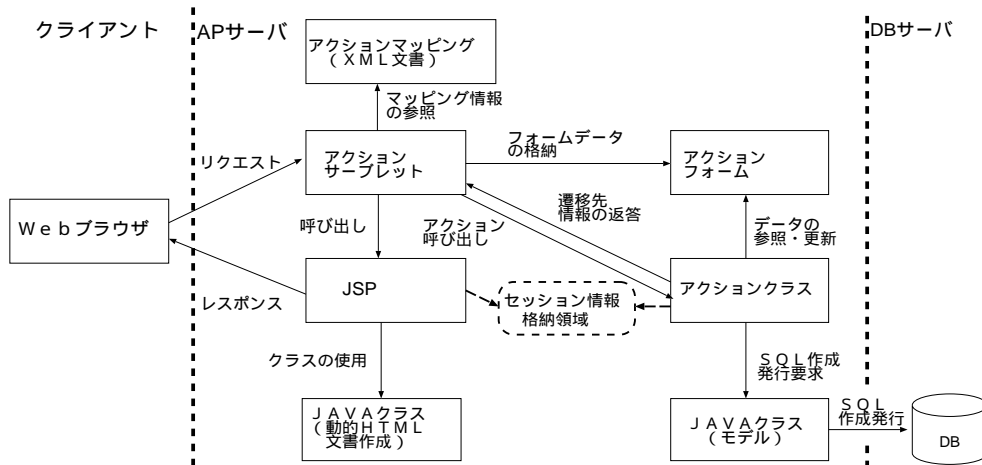 クライアント
APサーバ
DBサーバ
アクションマッピング
（ＸＭＬ文書）
マッピング情報
の参照
リクエスト
アクション
サーブレット
フォームデータ
の格納
アクション
フォーム
Ｗｅｂブラウザ
呼び出し
アクション
呼び出し
遷移先
情報の返答
データの
参照・更新
レスポンス
JSP
セッション情報
格納領域
アクションクラス
クラスの使用
ＳＱＬ作成
発行要求
ＪＡＶＡクラス
（動的ＨＴＭＬ
文書作成）
ＪＡＶＡクラス
（モデル）
ＳＱＬ
作成発行
DB